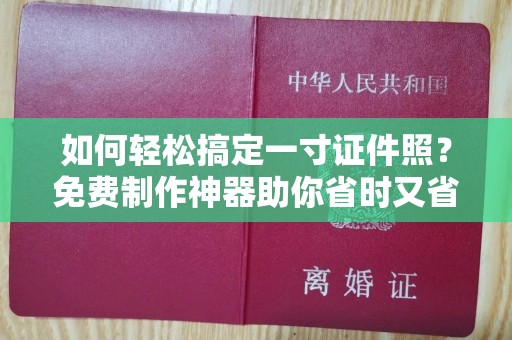 中华人民共和国
如何轻松搞定一寸证件照？
免费制作神器助你省时又省
离婚证